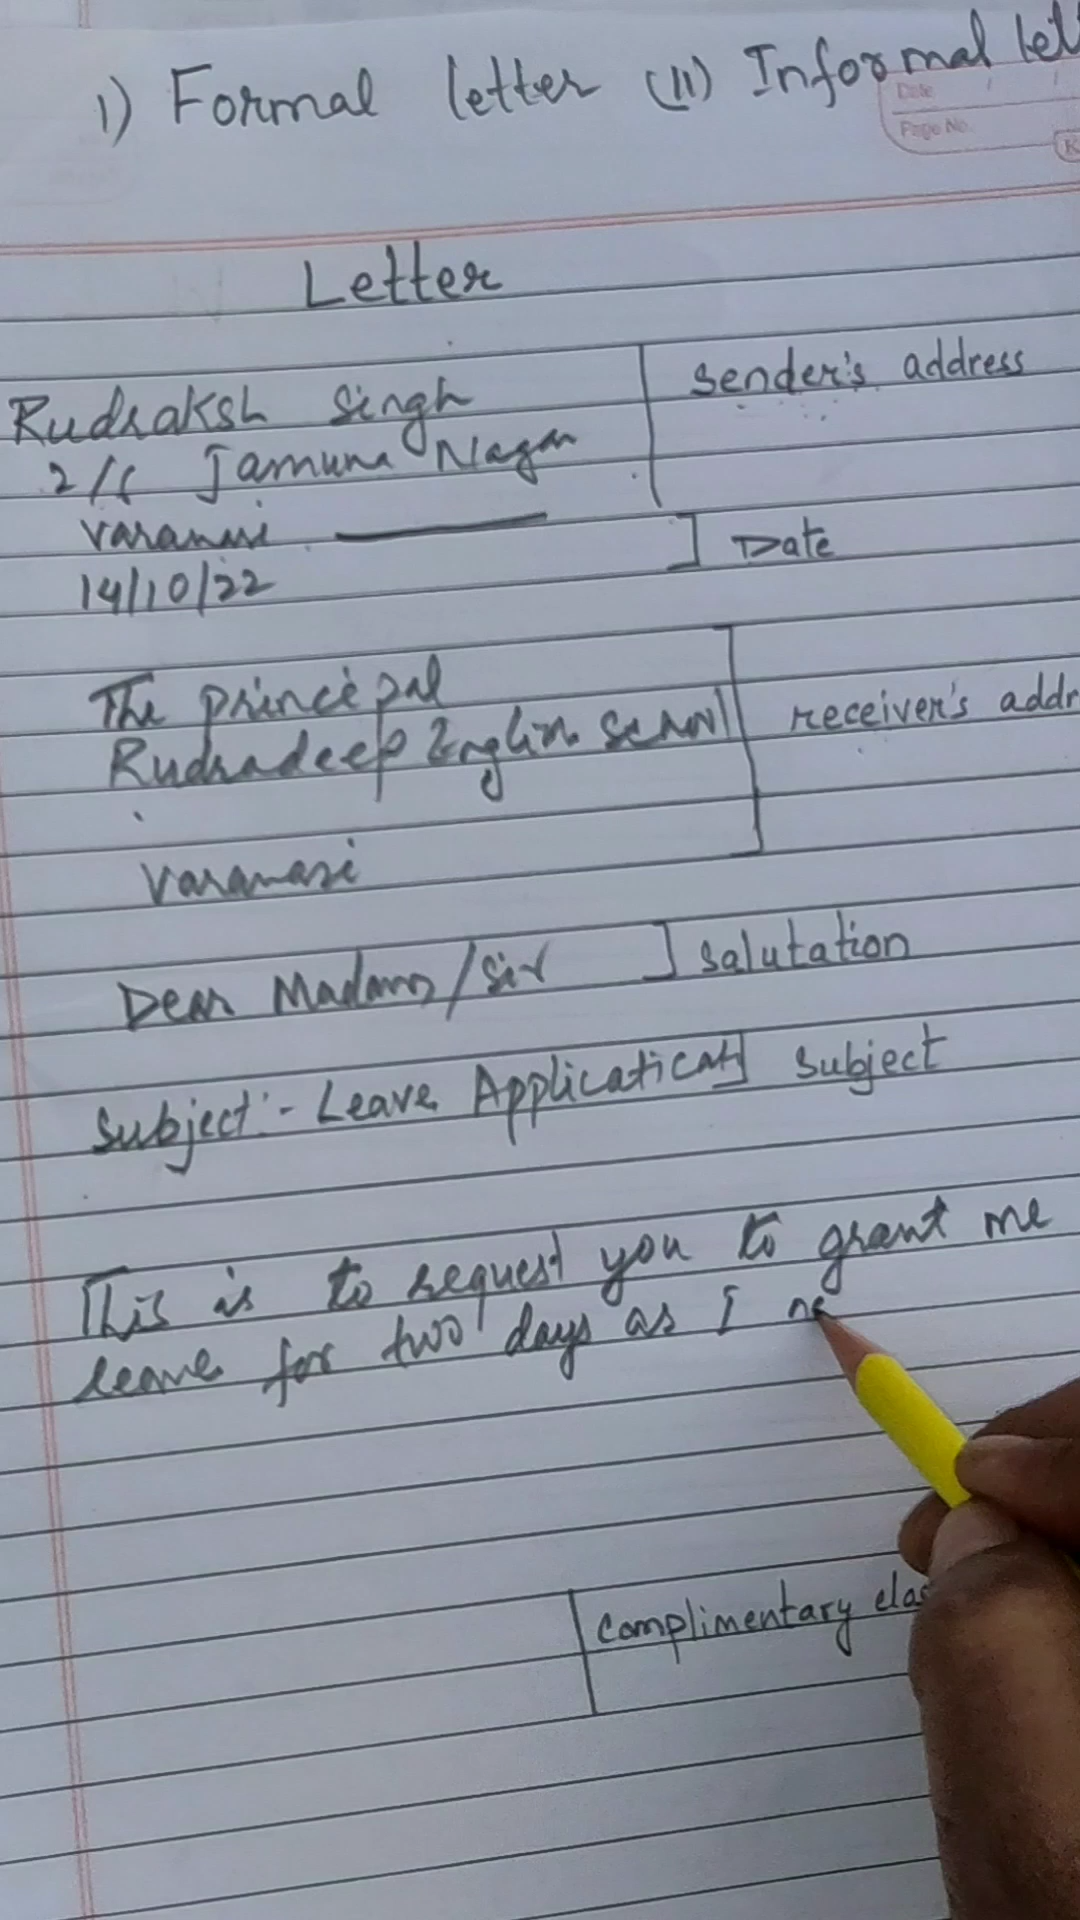 1) Formal letter (II) Informal let
Date
Page No.
Letter
Rudraksh Singh
sender's address
2/ Jamuna Nagar
varanasi
Date
14/10/22
The principal
Rudradeep English School
receiver's addr
varanasi
Dear Madam/Sir
salutation
Subject:- Leave Application
subject
This is to request you to grant me
leave for two days as I ne
complimentary clos